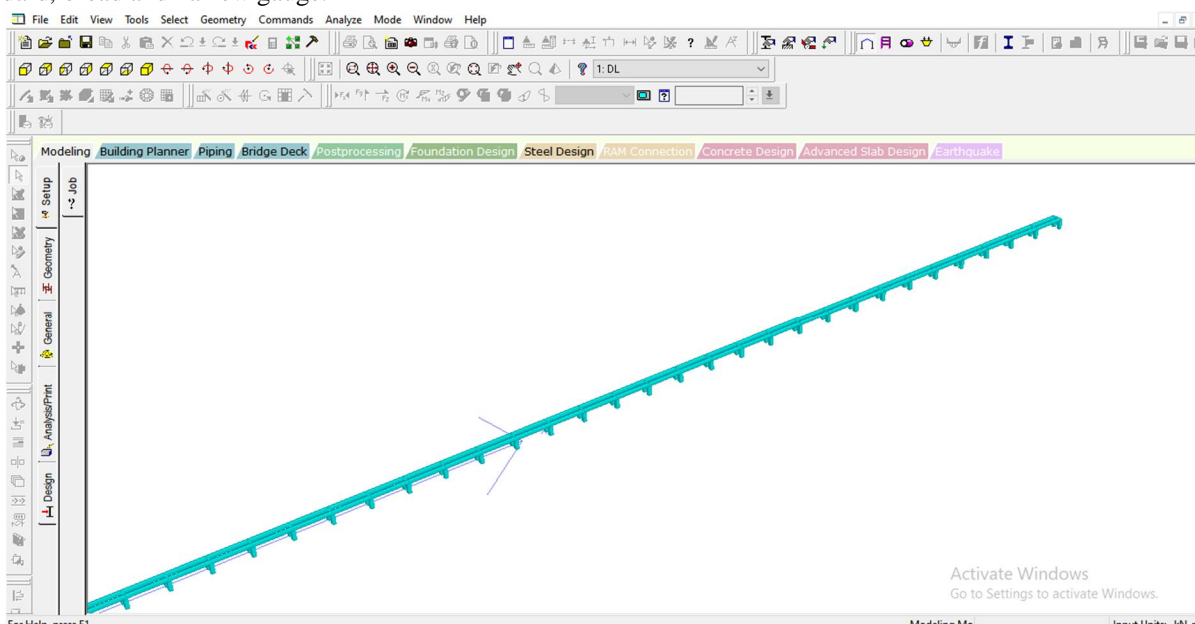 File Edit View Tools Select Geometry Commands Analyze Mode Window Help
1: DL
Modeling Building Planner Piping Bridge Deck Postprocessing Foundation Design Steel Design RAM Connection Concrete Design Advanced Slab Design Earthquake
Setup
Geometry
General
Analysis/Print
Design
? Job
Activate Windows
Go to Settings to activate Windows.